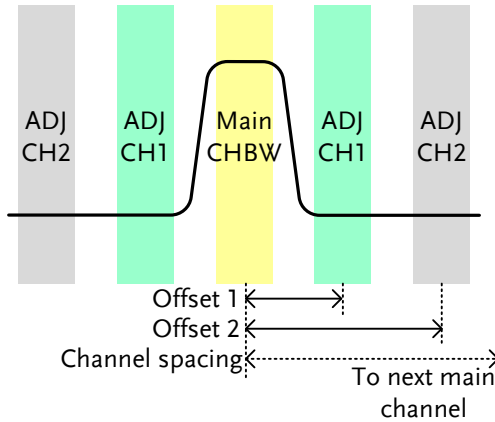 ADJ CH2
ADJ CH1
Main CHBW
ADJ CH1
ADJ CH2
Offset 1
Offset 2
Channel spacing
To next main
channel